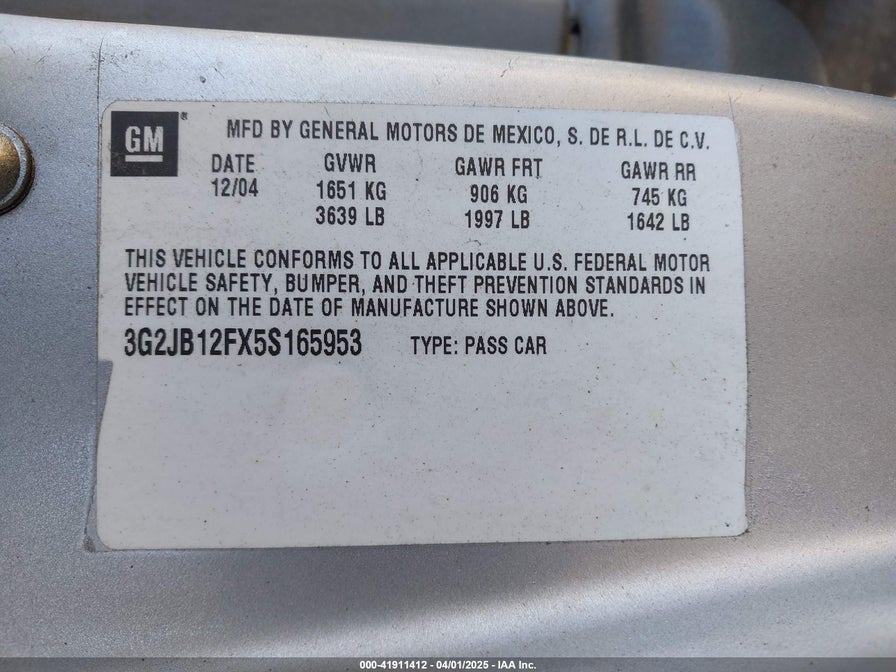 GM®
MFD BY GENERAL MOTORS DE MEXICO, S. DE R.L. DE C.V.
DATE GVWR GAWR FRT GAWR RR
12/04 1651 KG 906 KG 745 KG
3639 LB 1997 LB 1642 LB
THIS VEHICLE CONFORMS TO ALL APPLICABLE U.S. FEDERAL MOTOR
VEHICLE SAFETY, BUMPER, AND THEFT PREVENTION STANDARDS IN
EFFECT ON THE DATE OF MANUFACTURE SHOWN ABOVE.
3G2JB12FX5S165953 TYPE: PASS CAR
000-41911412 - 04/01/2025 - IAA Inc.